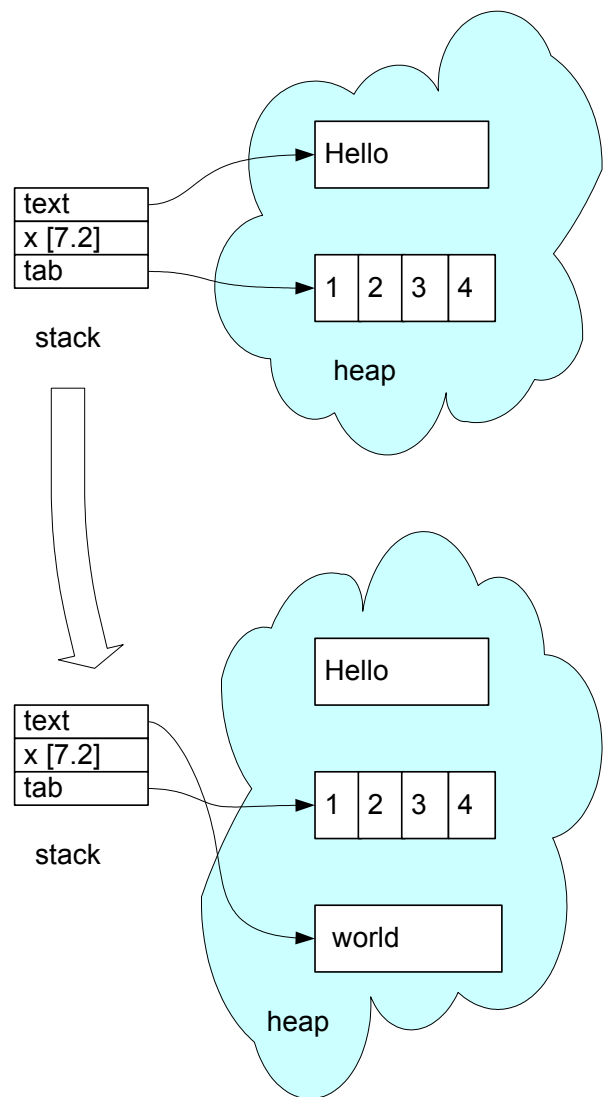 Hello
text
x [7.2]
tab
1 2 3 4
stack
heap
Hello
text
x [7.2]
tab
1 2 3 4
stack
world
heap